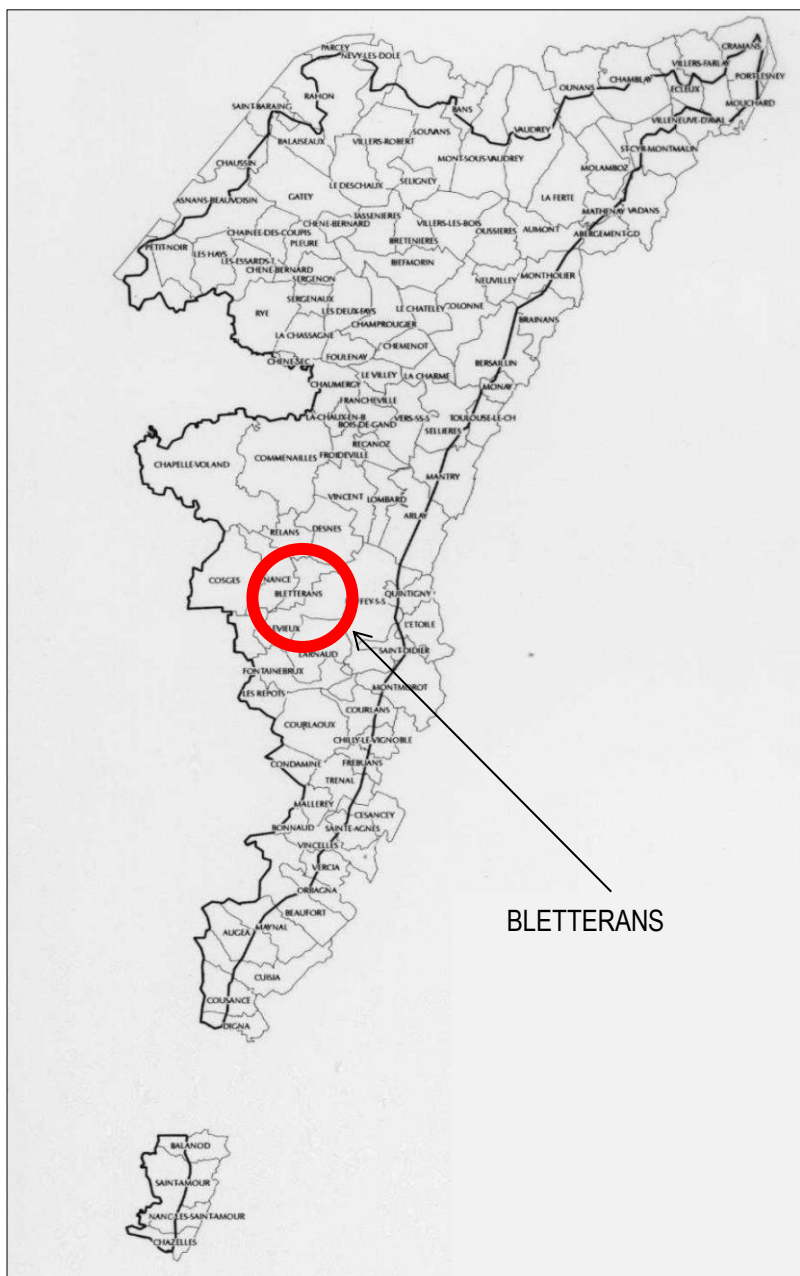 PARCEY
NEVY-LES-DOLE
CRAMANS
VILLERS-FARLAY
CHAMBLAY
PORT-LESNEY
OUNANS
ECLEUX
RAHON
MOUCHARD
SAINT-BARAING
BANS
VILLENEUVE-D'AVAL
SOUVANS
VAUDREY
BALAISEAUX
VILLERS-ROBERT
ST-CYR-MONTMALIN
MONT-SOUS-VAUDREY
CHAUSSIN
MOLAMBOZ
SELIGNEY
LE DESCHAUX
GATEY
LA FERTE
ASNANS-BEAUVOISIN
MATHENAY
VADANS
TASSENIERES
CHENE-BERNARD
VILLERS-LES-BOIS
AUMONT
CHAINEE-DES-COUPIS
OUSSIERES
ABERGEMENT-GD
BRETENIERES
PLEURE
PETIT-NOIR
LES HAYS
LES-ESSARDS-T
BIEFMORIN
CHENE-BERNARD
MONTHOLIER
SERGENON
NEUVILLEY
SERGENAUX
LE CHATELEY
COLONNE
RYE
LES DEUX-FAYS
BRAINANS
CHAMPROUGIER
LA CHASSAGNE
CHEMENOT
CHENE-SEC
FOULENAY
BERSAILLIN
LE VILLEY
LA CHARME
CHAUMERGY
MONAY
FRANCHEVILLE
LA-CHAUX-EN-B
VERS-SS-S
TOULOUSE-LE-CH
BOIS-DE-GAND
SELLIERES
RECANOZ
COMMENAILLES
FROIDEVILLE
CHAPELLE-VOLAND
MANTRY
VINCENT
LOMBARD
ARLAY
DESNES
RELANS
COSGES
NANCE
BLETTERANS
QUINTIGNY
FEY-S-S
L'ETOILE
EVIEUX
LARNAUD
SAINT-DIDIER
FONTAINEBRUX
MONTMOROT
LES REPOTS
COURLANS
COURLAOUX
CHILLY-LE-VIGNOBLE
CONDAMINE
FREBUANS
TRENAL
MALLEREY
CESANCEY
BONNAUD
SAINTE-AGNES
VINCELLES
VERCIA
ORBAGNA
BEAUFORT
BLETTERANS
MAYNAL
AUGEA
CUISIA
COUSANCE
DIGNA
BALANOD
SAINT-AMOUR
NANC-LES-SAINT-AMOUR
CHAZELLES